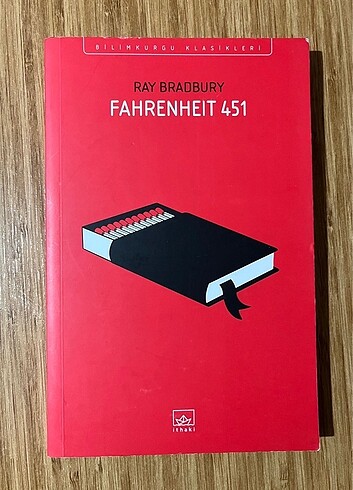 BİLİMKURGU KLASİKLERİ
RAY BRADBURY
FAHRENHEIT 451
ithaki